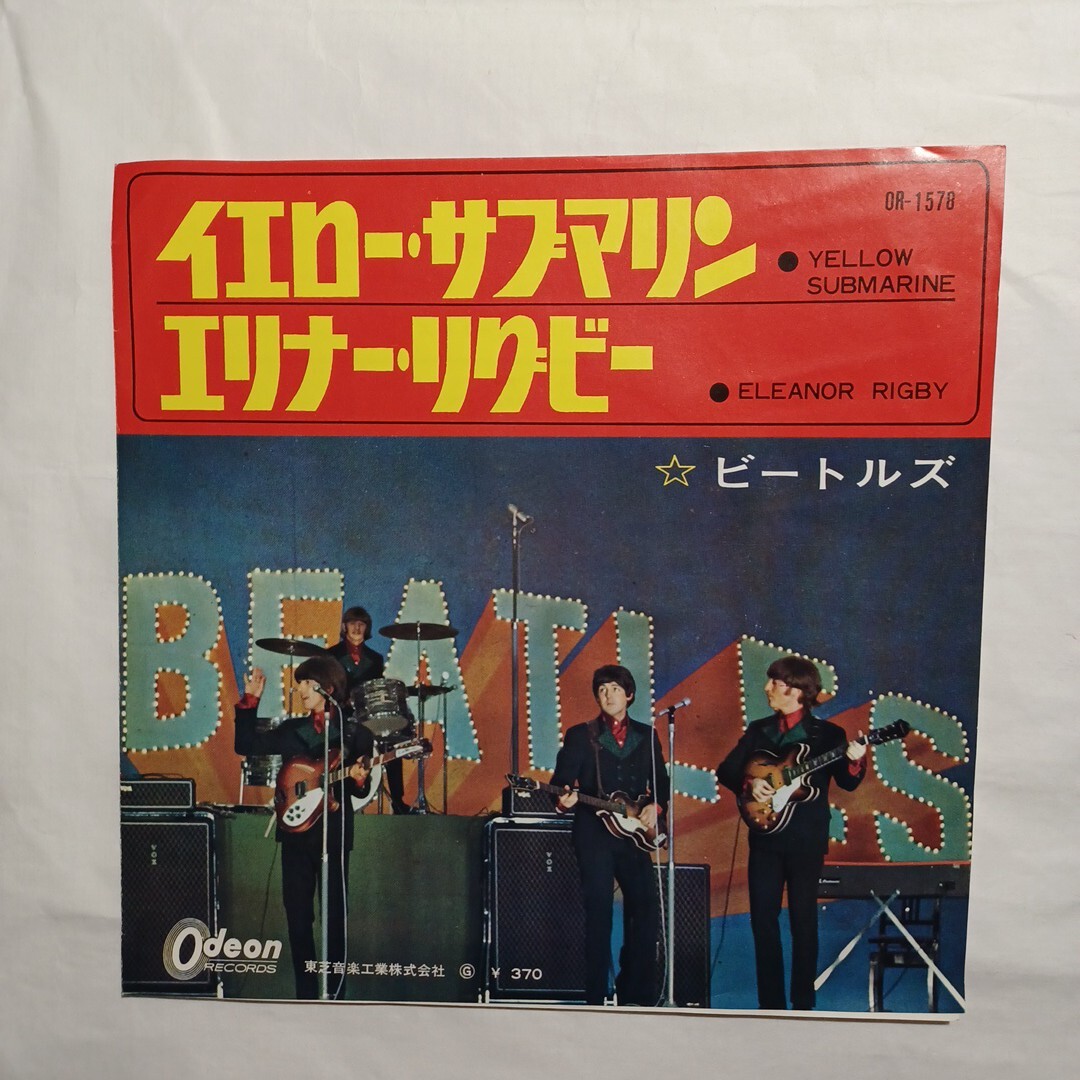 OR-1578
イエロー・サブマリン
● YELLOW
SUBMARINE
エリナー・リグビー
● ELEANOR RIGBY
☆ ビートルズ
BEATLES
VOX
VOX
Odeon
RECORDS
東芝音楽工業株式会社 Ⓖ ¥ 370